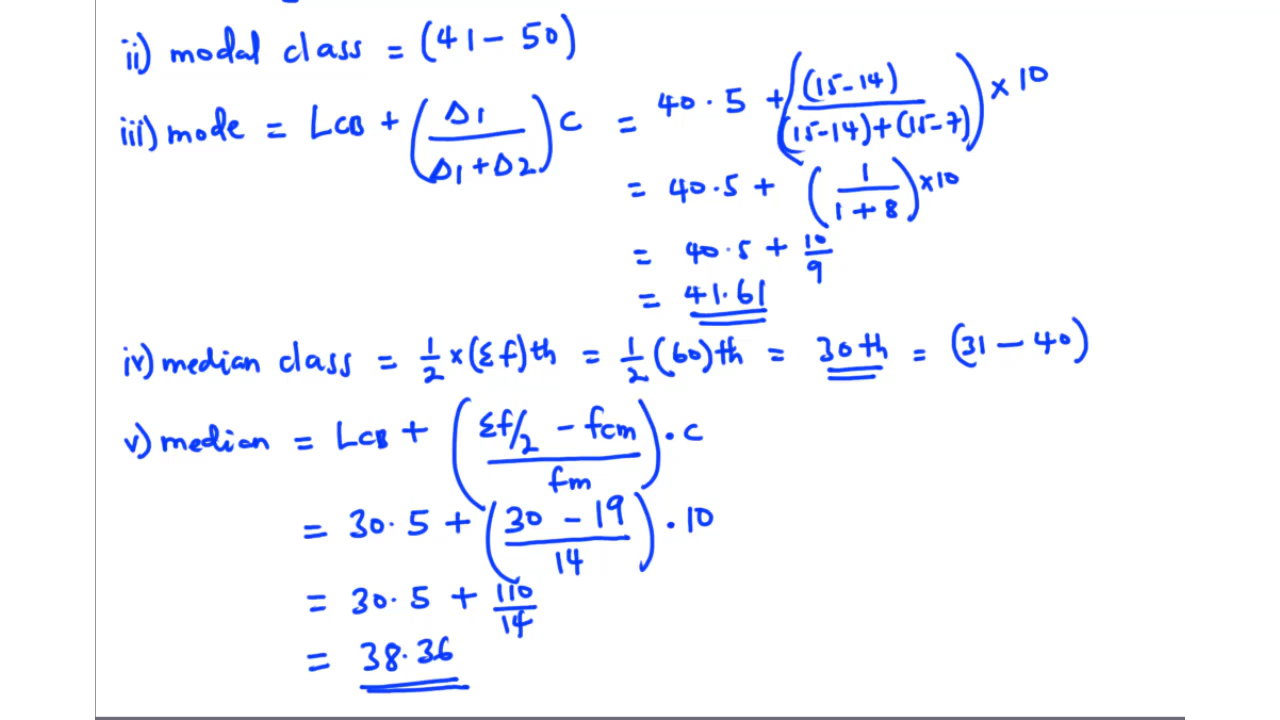 ii) modal class = (41 - 50)
iii) mode = LCB + (Δ1 / Δ1 + Δ2) C = 40.5 + ((15-14) / (15-14) + (15-7)) × 10
= 40.5 + (1 / 1 + 8) × 10
= 40.5 + 10/9
= 41.61
iv) median class = 1/2 × (Σf)th = 1/2 (60)th = 30th = (31 - 40)
v) median = LCB + (Σf/2 - fcm / fm) . C
= 30.5 + (30 - 19 / 14) . 10
= 30.5 + 110/14
= 38.36